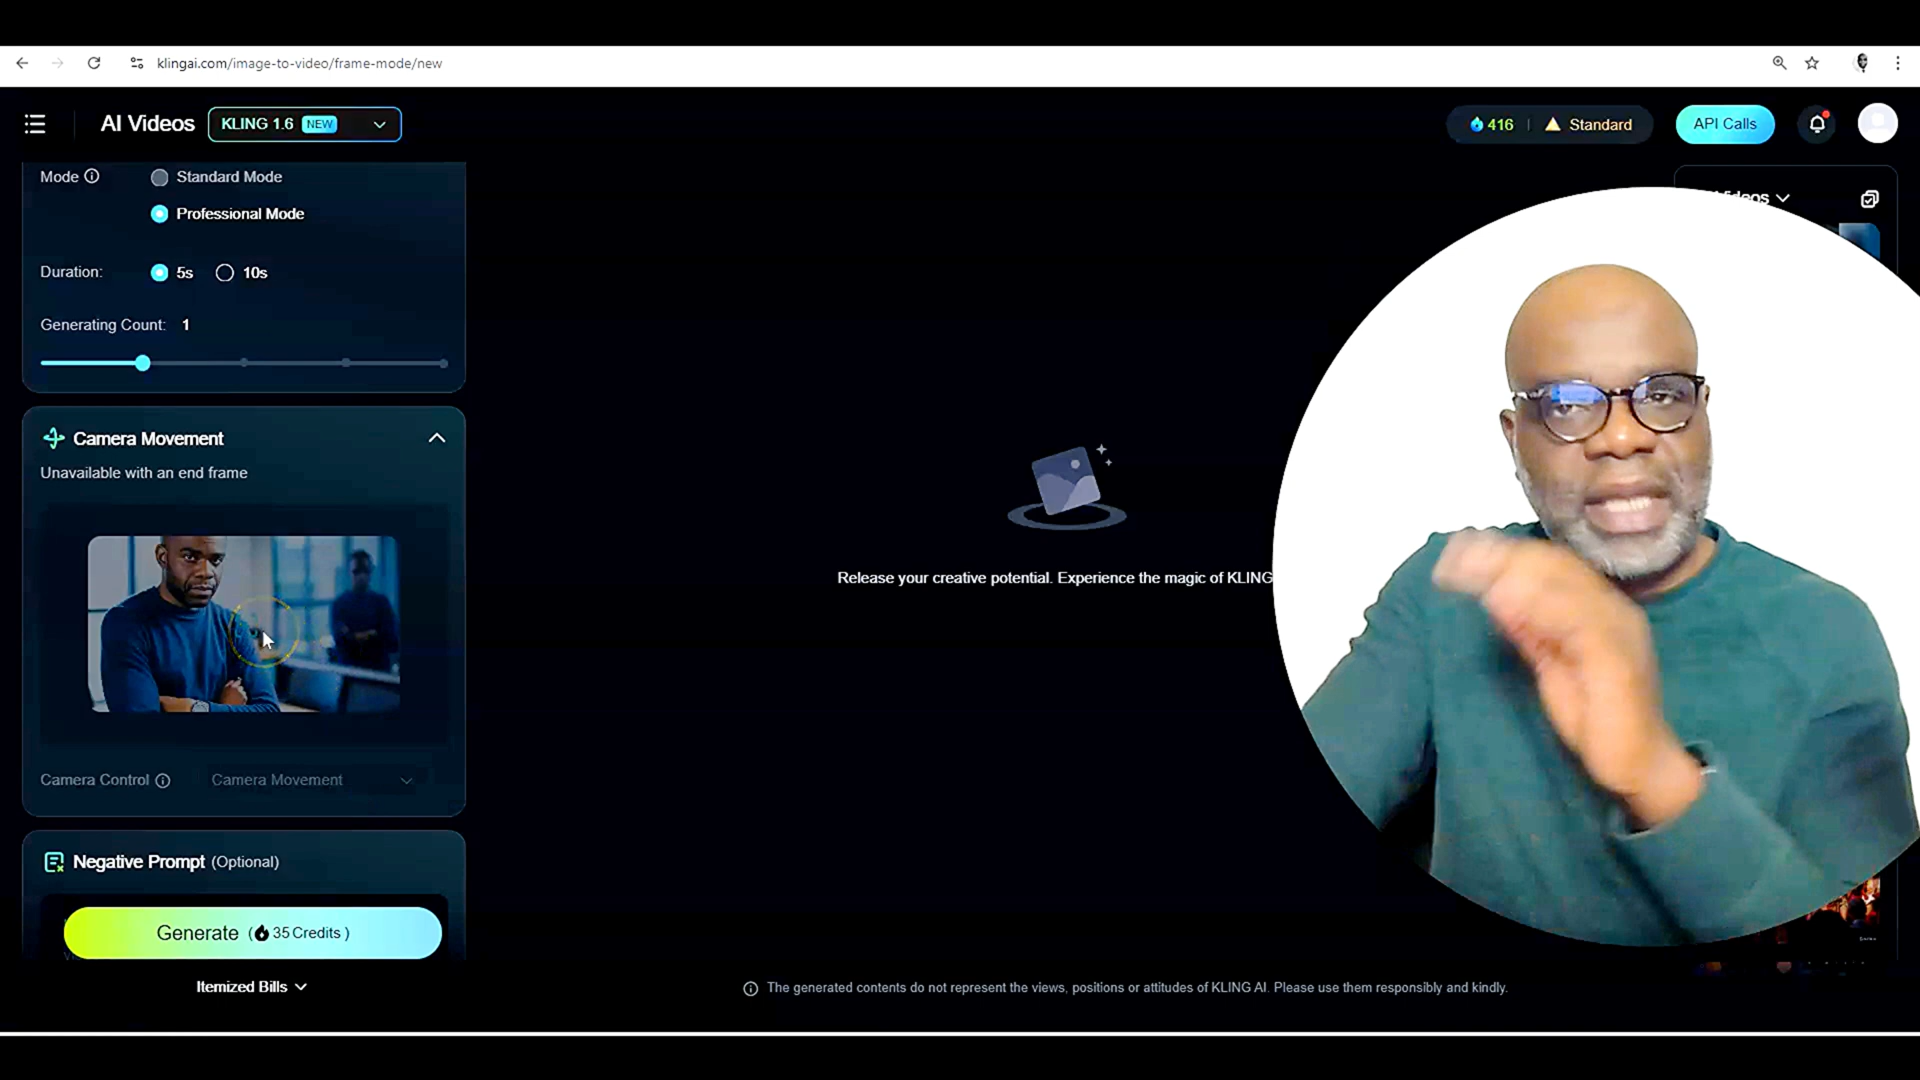 klingai.com/image-to-video/frame-mode/new
AI Videos
KLING 1.6 NEW
416 | Standard
API Calls
Mode
Standard Mode
Professional Mode
Duration: 5s 10s
Generating Count: 1
Camera Movement
Unavailable with an end frame
Camera Control
Camera Movement
Negative Prompt (Optional)
Generate ( 35 Credits )
Itemized Bills
Release your creative potential. Experience the magic of KLING
The generated contents do not represent the views, positions or attitudes of KLING AI. Please use them responsibly and kindly.